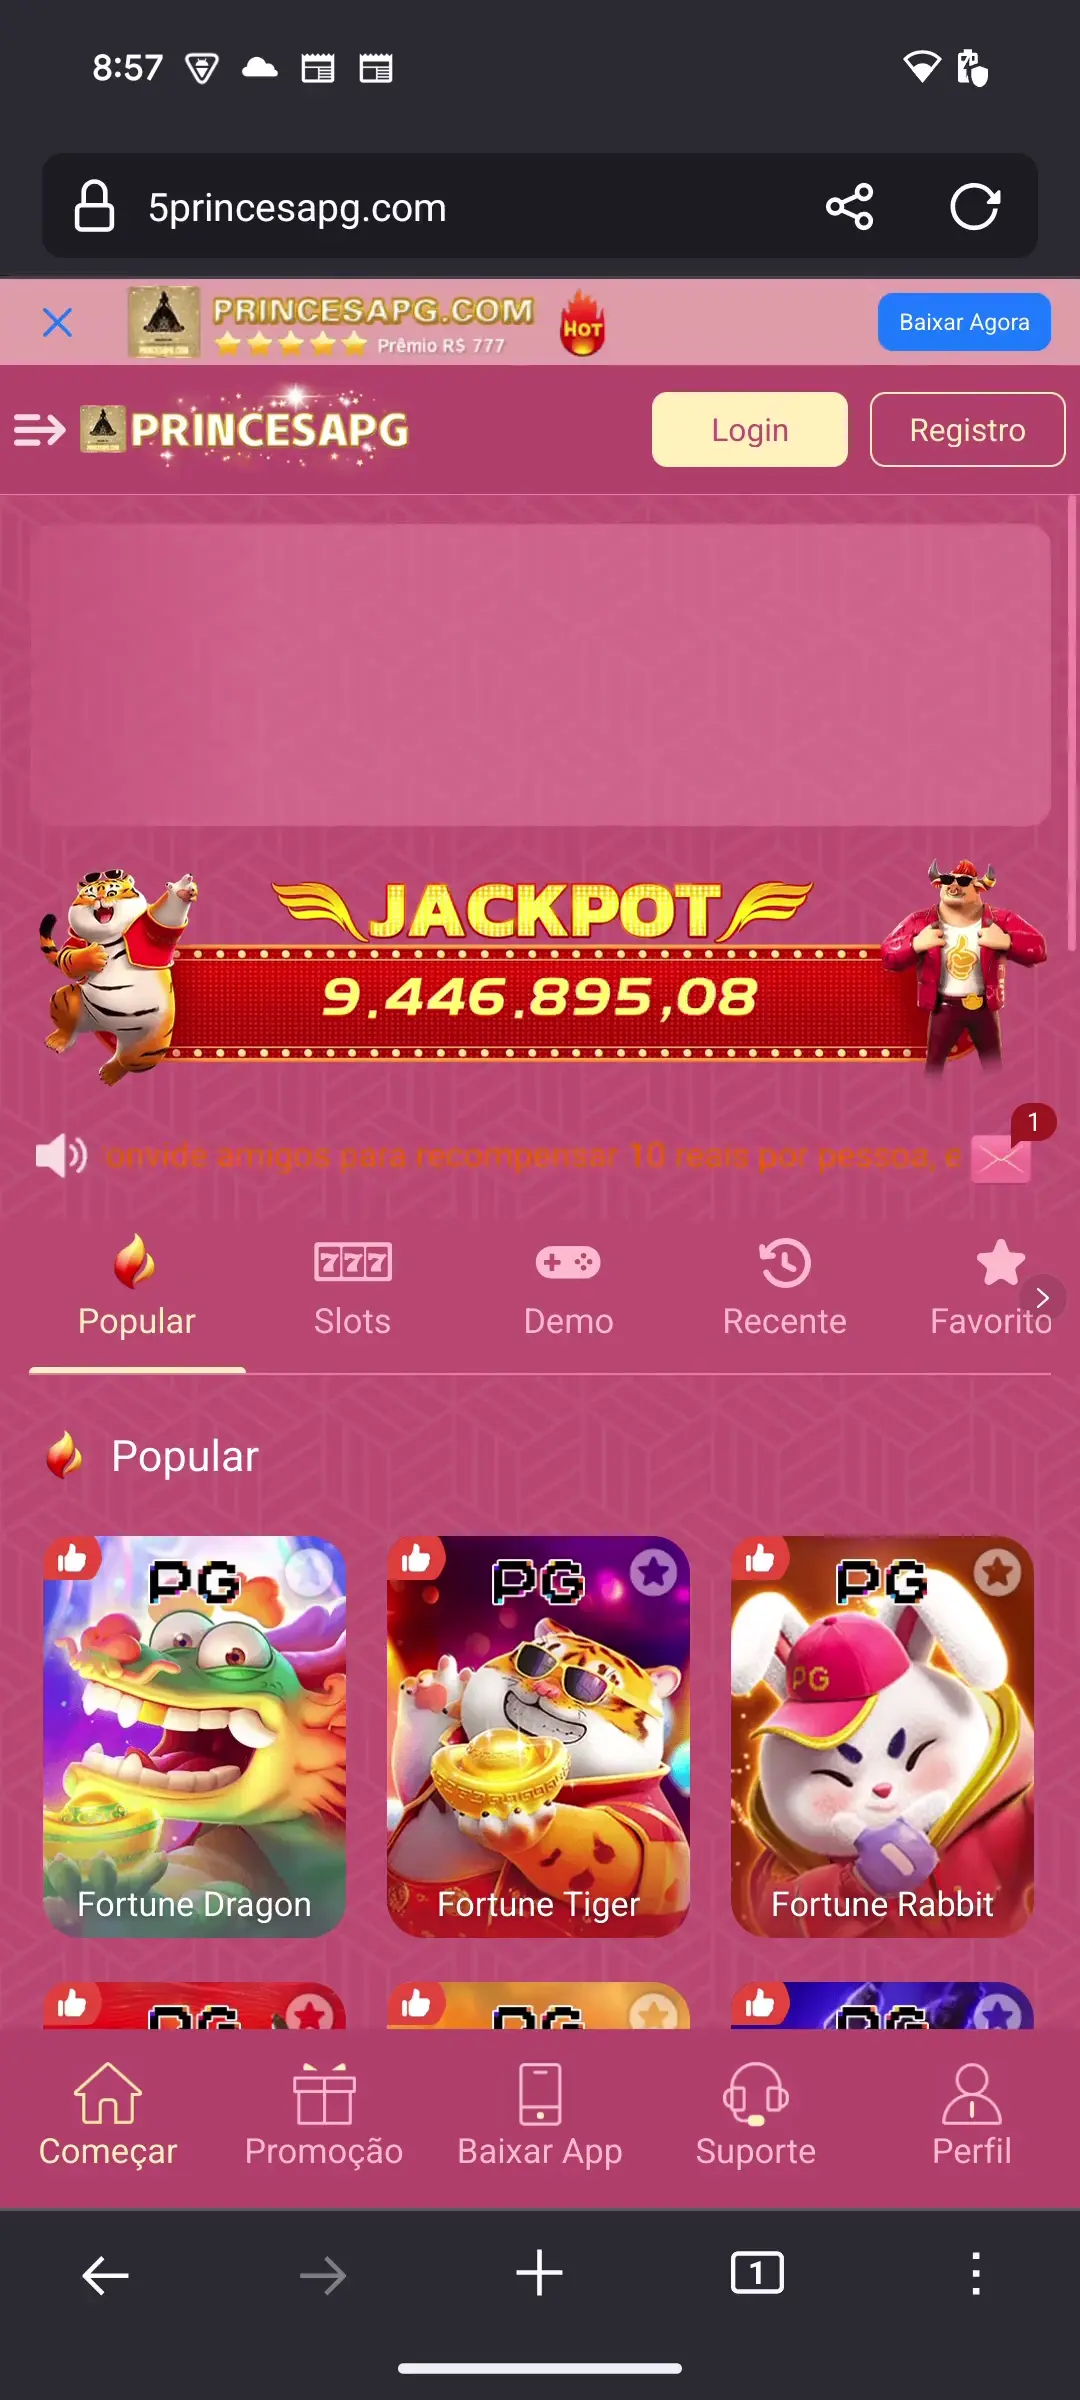 8:57
5princesapg.com
PRINCESAPG.COM
Prêmio R$ 777
HOT
Baixar Agora
PRINCESAPG
Login
Registro
JACKPOT
9.446.895,08
onvide amigos para recompensar 10 reais por pessoa, e
1
777
Popular
Slots
Demo
Recente
Favorito
Popular
PG
PG
PG
PG
Fortune Dragon
Fortune Tiger
Fortune Rabbit
PG
PG
PG
Começar
Promoção
Baixar App
Suporte
Perfil
1